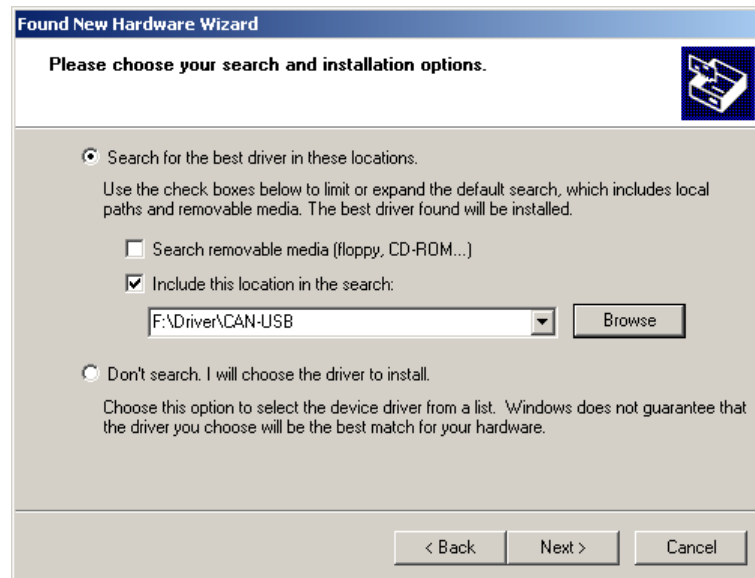 Found New Hardware Wizard
Please choose your search and installation options.
Search for the best driver in these locations.
Use the check boxes below to limit or expand the default search, which includes local
paths and removable media. The best driver found will be installed.
Search removable media (floppy, CD-ROM...)
Include this location in the search:
F:\Driver\CAN-USB
Browse
Don't search. I will choose the driver to install.
Choose this option to select the device driver from a list. Windows does not guarantee that
the driver you choose will be the best match for your hardware.
< Back
Next >
Cancel